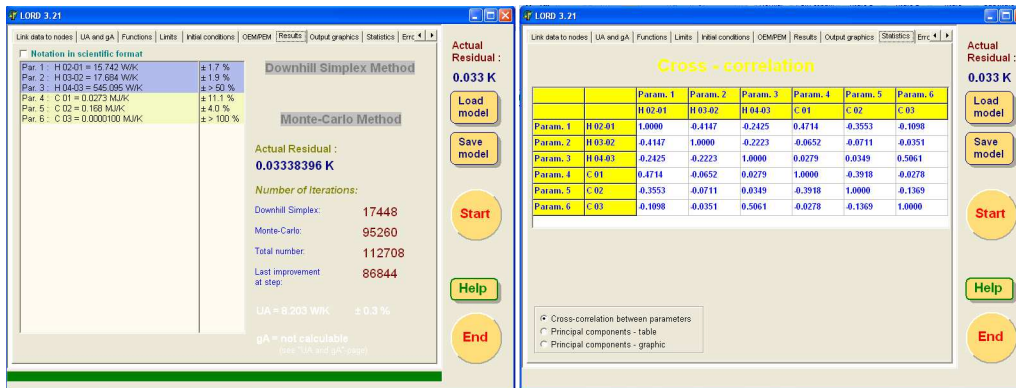 LORD 3.21
Link data to nodes | UA and gA | Functions | Limits | Initial conditions | OEM/PEM | Results | Output graphics | Statistics | Erro
Notation in scientific format
Par. 1 : H 02-01 = 15.742 W/K ± 1.7 %
Par. 2 : H 03-02 = 17.684 W/K ± 1.9 %
Par. 3 : H 04-03 = 545.095 W/K ± > 50 %
Par. 4 : C 01 = 0.0273 MJ/K ± 11.1 %
Par. 5 : C 02 = 0.168 MJ/K ± 4.0 %
Par. 6 : C 03 = 0.0000100 MJ/K ± > 100 %
Downhill Simplex Method
Monte-Carlo Method
Actual Residual :
0.03338396 K
Number of Iterations:
Downhill Simplex: 17448
Monte-Carlo: 95260
Total number: 112708
Last improvement
at step: 86844
UA = 8.203 W/K ± 0.3 %
gA = not calculable
(see "UA and gA" page)
Actual
Residual :
0.033 K
Load
model
Save
model
Start
Help
End
LORD 3.21
Link data to nodes | UA and gA | Functions | Limits | Initial conditions | OEM/PEM | Results | Output graphics | Statistics | Erro
Cross - correlation
Param. 1 Param. 2 Param. 3 Param. 4 Param. 5 Param. 6
H 02-01 H 03-02 H 04-03 C 01 C 02 C 03
Param. 1 H 02-01 1.0000 -0.4147 -0.2425 0.4714 -0.3553 -0.1098
Param. 2 H 03-02 -0.4147 1.0000 -0.2223 -0.0652 -0.0711 -0.0351
Param. 3 H 04-03 -0.2425 -0.2223 1.0000 0.0279 0.0349 0.5061
Param. 4 C 01 0.4714 -0.0652 0.0279 1.0000 -0.3918 -0.0278
Param. 5 C 02 -0.3553 -0.0711 0.0349 -0.3918 1.0000 -0.1369
Param. 6 C 03 -0.1098 -0.0351 0.5061 -0.0278 -0.1369 1.0000
Cross-correlation between parameters
Principal components - table
Principal components - graphic
Actual
Residual :
0.033 K
Load
model
Save
model
Start
Help
End